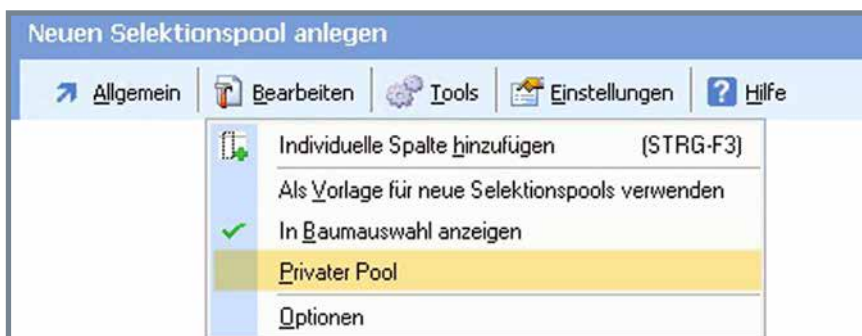 Neuen Selektionspool anlegen
Allgemein Bearbeiten Tools Einstellungen Hilfe
Individuelle Spalte hinzufügen (STRG-F3)
Als Vorlage für neue Selektionspools verwenden
In Baumauswahl anzeigen
Privater Pool
Optionen